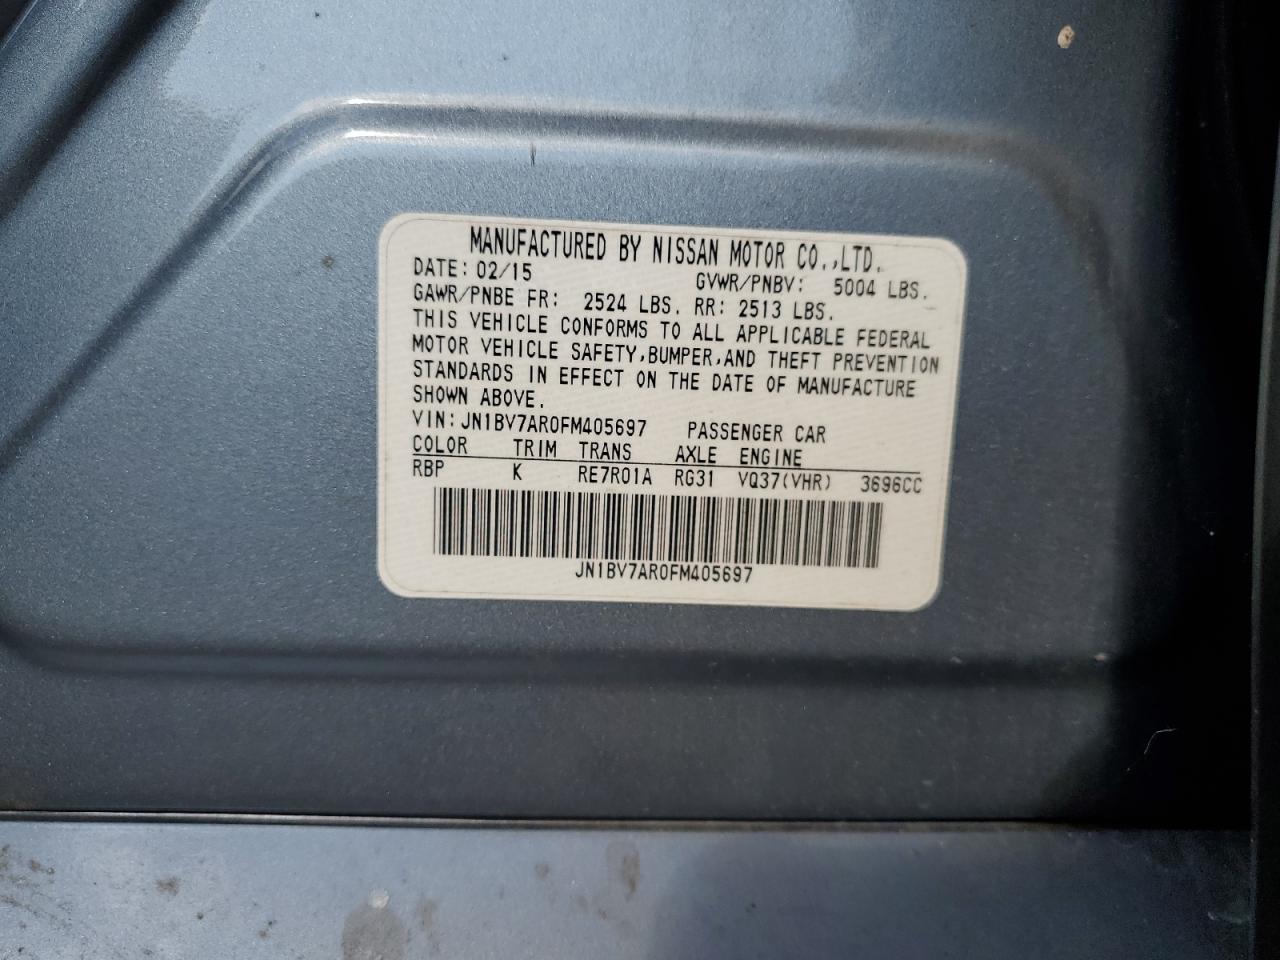 MANUFACTURED BY NISSAN MOTOR CO.,LTD.
DATE: 02/15 GVWR/PNBV: 5004 LBS.
GAWR/PNBE FR: 2524 LBS. RR: 2513 LBS.
THIS VEHICLE CONFORMS TO ALL APPLICABLE FEDERAL
MOTOR VEHICLE SAFETY,BUMPER,AND THEFT PREVENTION
STANDARDS IN EFFECT ON THE DATE OF MANUFACTURE
SHOWN ABOVE.
VIN: JN1BV7AR0FM405697 PASSENGER CAR
COLOR TRIM TRANS AXLE ENGINE
RBP K RE7R01A RG31 VQ37(VHR) 3696CC
JN1BV7AR0FM405697